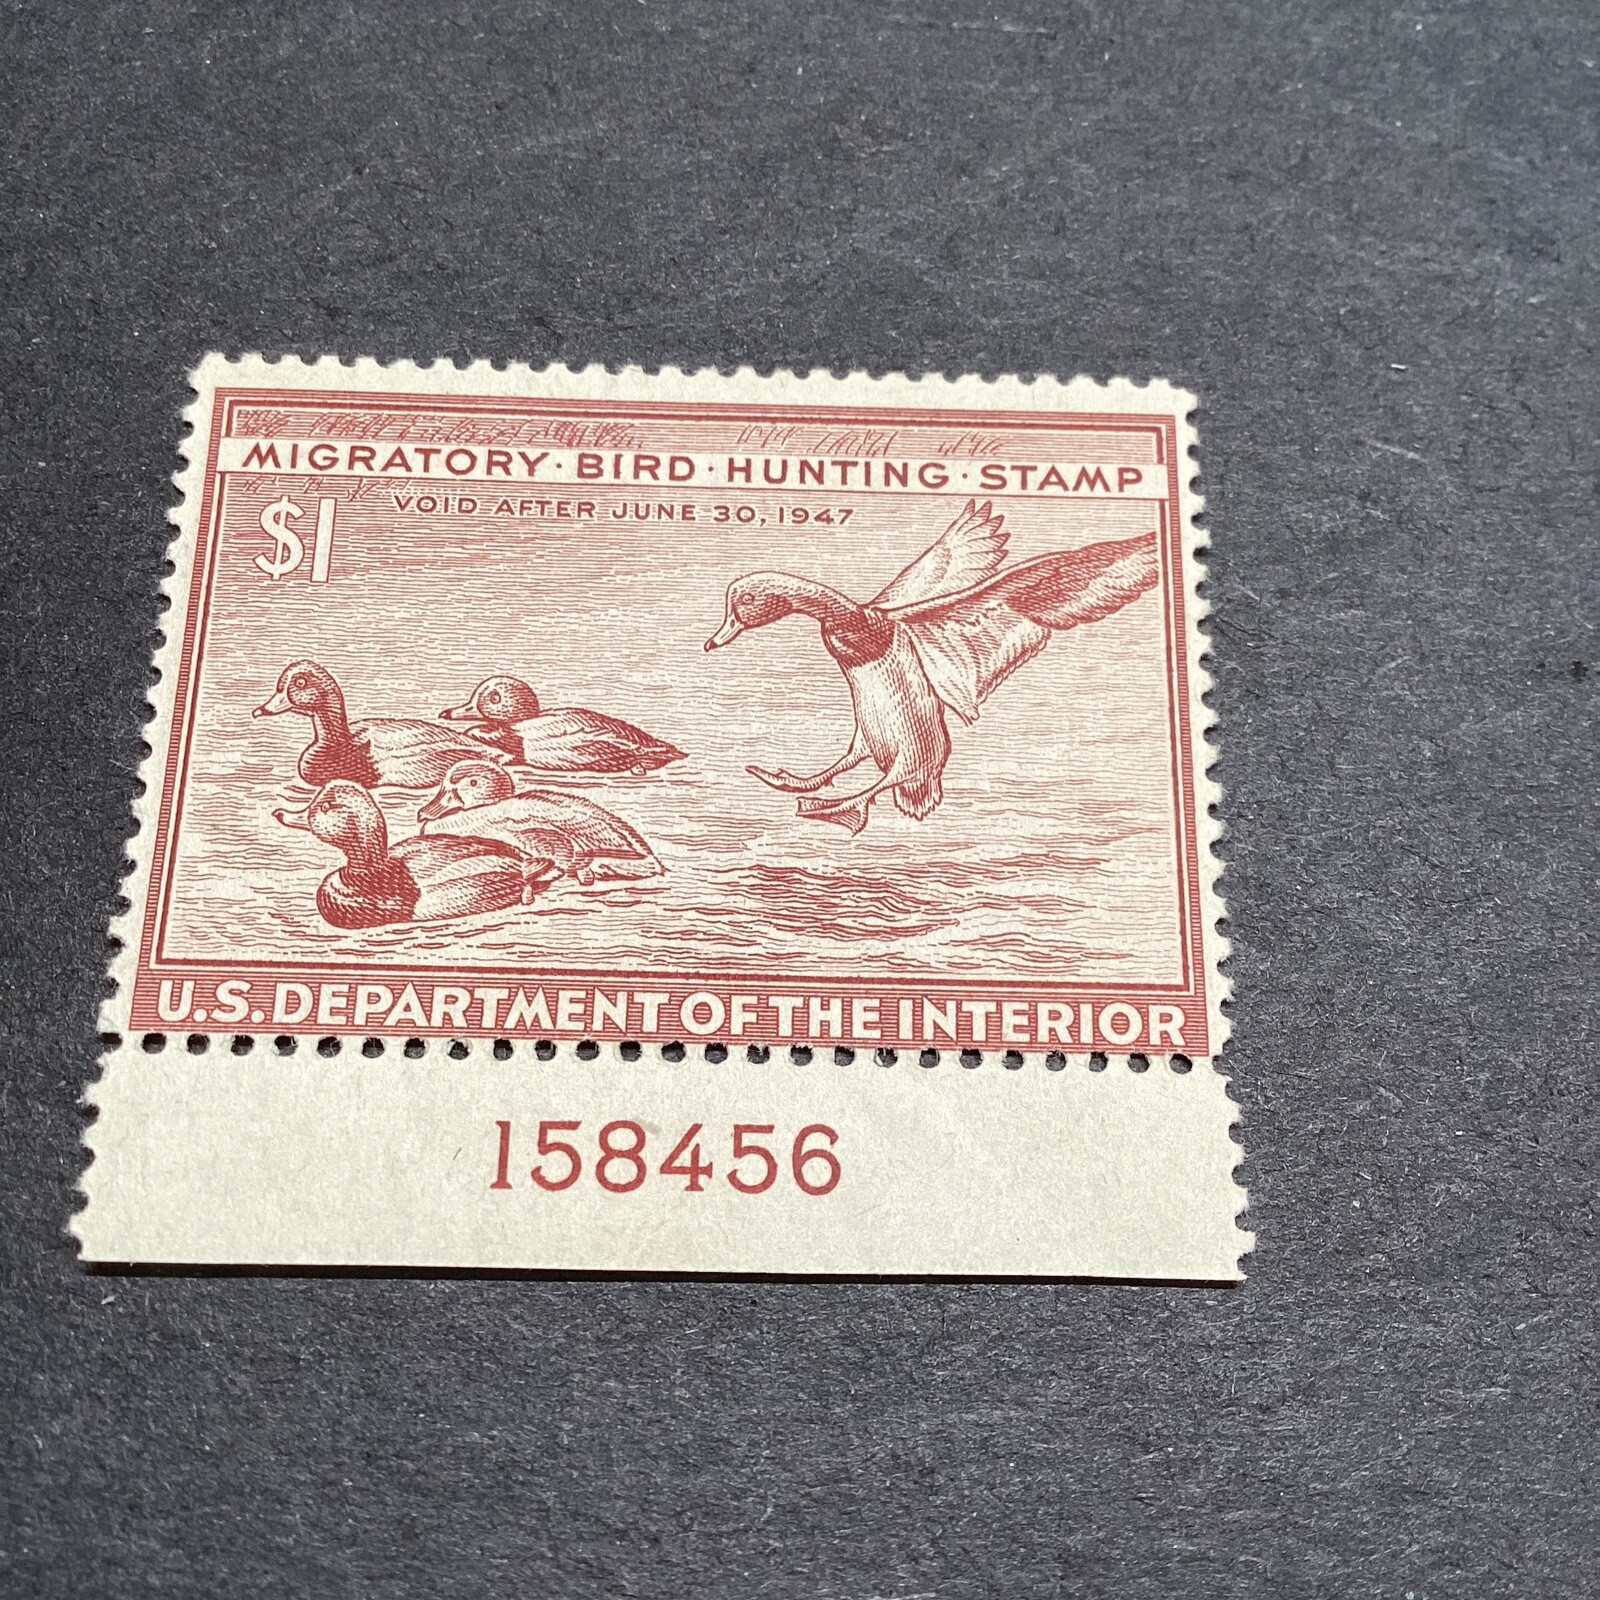 MIGRATORY · BIRD · HUNTING · STAMP
$1
VOID AFTER JUNE 30, 1947
U.S. DEPARTMENT OF THE INTERIOR
158456